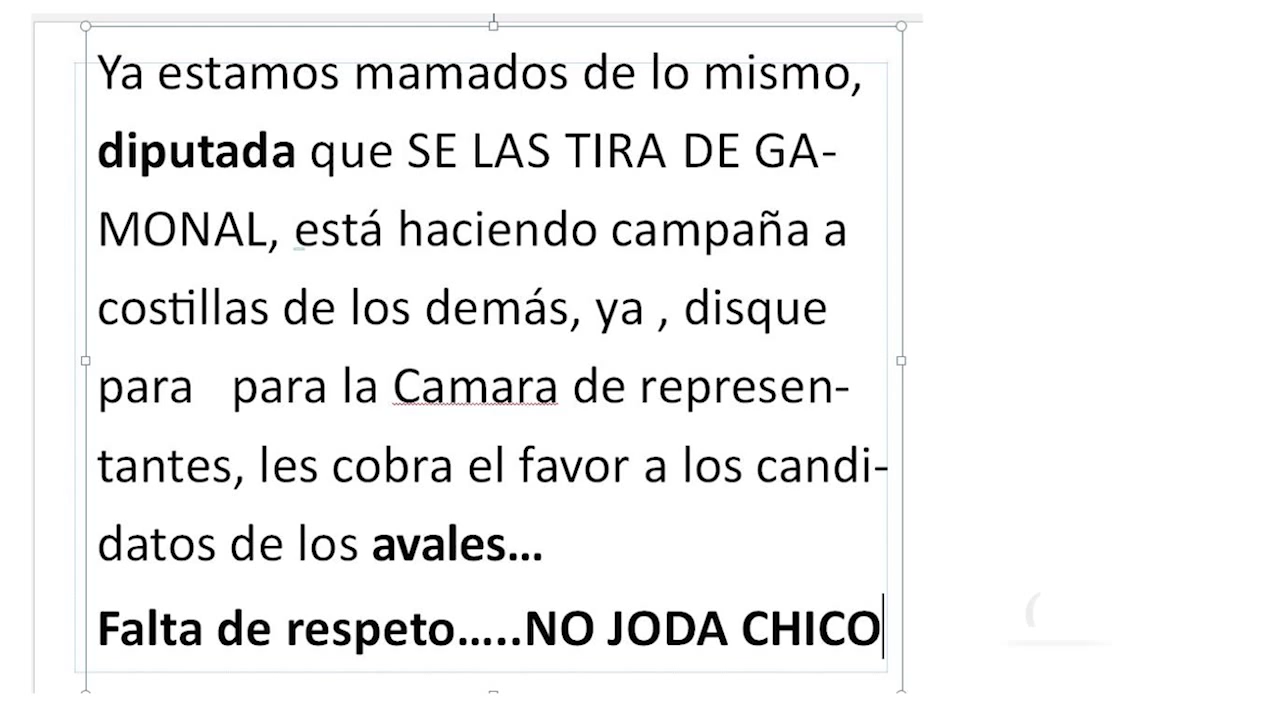 Ya estamos mamados de lo mismo,
diputada que SE LAS TIRA DE GA-
MONAL, está haciendo campaña a
costillas de los demás, ya , disque
para   para la Camara de represen-
tantes, les cobra el favor a los candi-
datos de los avales...
Falta de respeto.....NO JODA CHICO